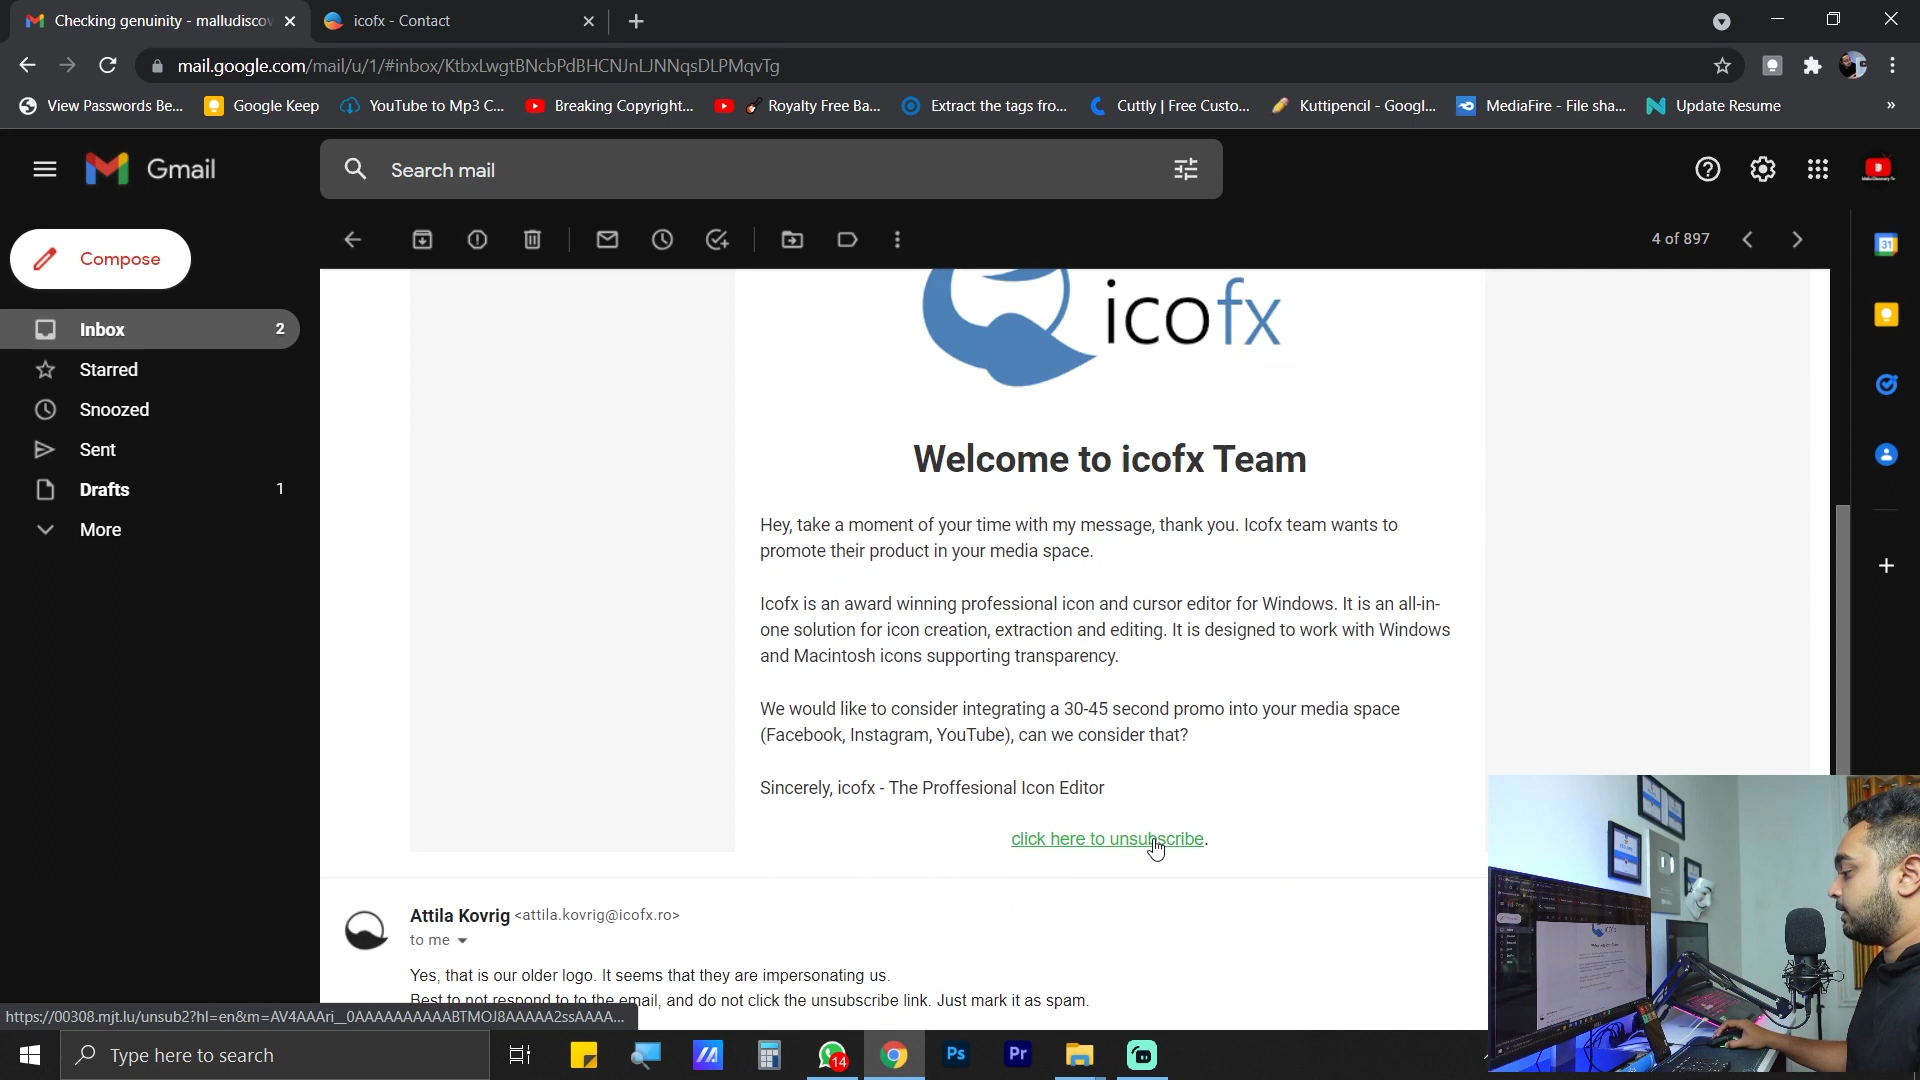 Checking genuinity - malludiscov
icofx - Contact
mail.google.com/mail/u/1/#inbox/KtbxLwgtBNcbPdBHCNJnLJNNqsDLPMqvTg
View Passwords Be...
Google Keep
YouTube to Mp3 C...
Breaking Copyright...
Royalty Free Ba...
Extract the tags fro...
Cuttly | Free Custo...
Kuttipencil - Googl...
MediaFire - File sha...
Update Resume
»
Gmail
Search mail
Compose
4 of 897
Inbox 2
Starred
Snoozed
Sent
Drafts 1
More
31
icofx
Welcome to icofx Team
Hey, take a moment of your time with my message, thank you. Icofx team wants to
promote their product in your media space.
Icofx is an award winning professional icon and cursor editor for Windows. It is an all-in-
one solution for icon creation, extraction and editing. It is designed to work with Windows
and Macintosh icons supporting transparency.
We would like to consider integrating a 30-45 second promo into your media space
(Facebook, Instagram, YouTube), can we consider that?
Sincerely, icofx - The Proffesional Icon Editor
click here to unsubscribe.
Attila Kovrig <attila.kovrig@icofx.ro>
to me
Yes, that is our older logo. It seems that they are impersonating us.
Best to not respond to to the email, and do not click the unsubscribe link. Just mark it as spam.
Type here to search
14
Ps
Pr